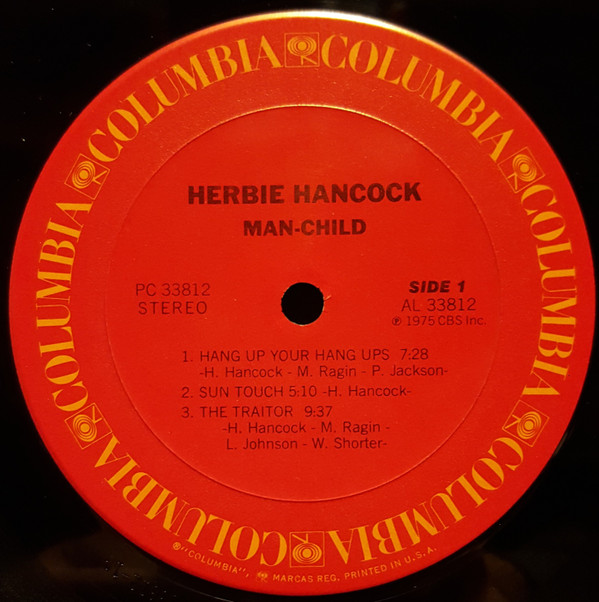 COLUMBIA COLUMBIA COLUMBIA COLUMBIA COLUMBIA COLUMBIA COLUMBIA COLUMBIA
HERBIE HANCOCK
MAN-CHILD
PC 33812
STEREO
SIDE 1
AL 33812
℗ 1975 CBS Inc.
1. HANG UP YOUR HANG UPS 7:28
-H. Hancock - M. Ragin - P. Jackson-
2. SUN TOUCH 5:10 -H. Hancock-
3. THE TRAITOR 9:37
-H. Hancock - M. Ragin -
L. Johnson - W. Shorter-
®"COLUMBIA", MARCAS REG. PRINTED IN U.S.A.